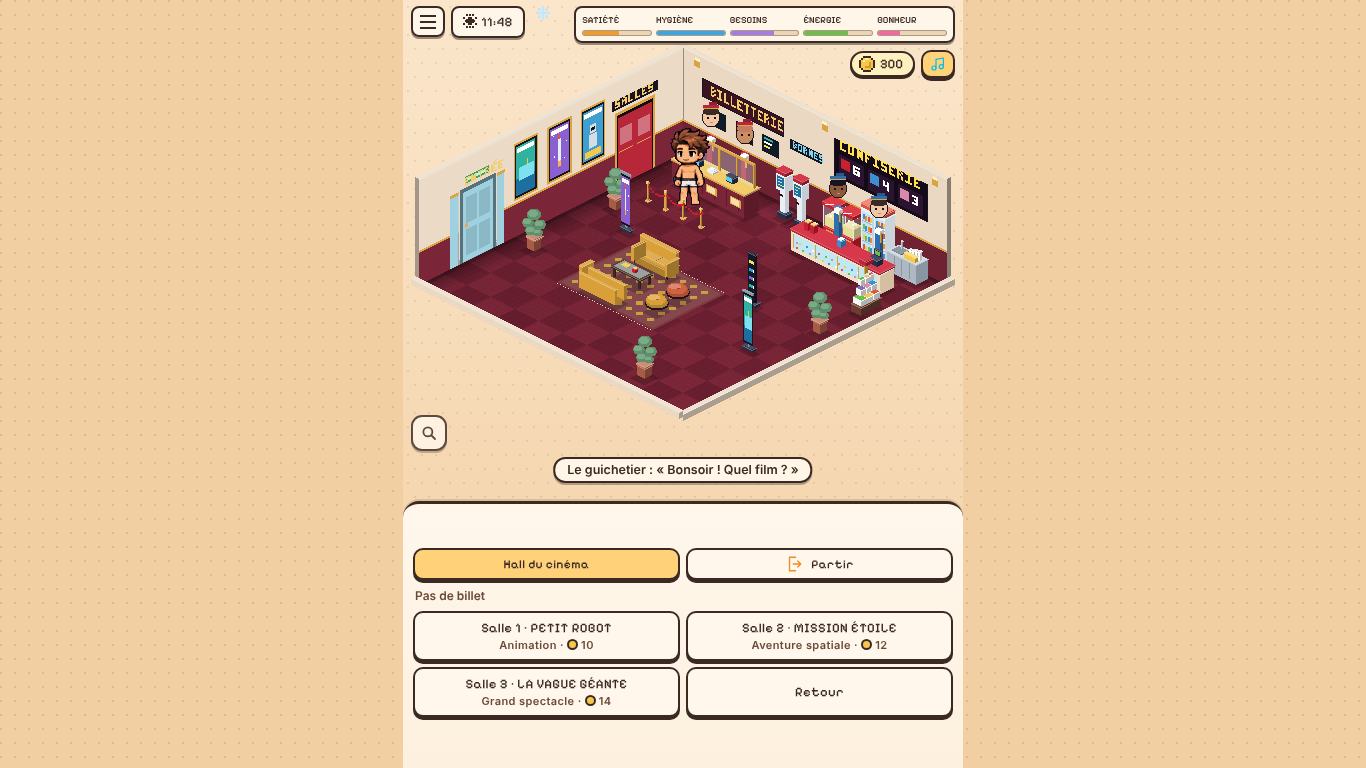 11:48
SATIÉTÉ
HYGIÈNE
BESOINS
ÉNERGIE
BONHEUR
300
SALLES
BILLETTERIE
BORNES
CONFISERIE
6
4
3
Le guichetier : « Bonsoir ! Quel film ? »
Hall du cinéma
Partir
Pas de billet
Salle 1 · PETIT ROBOT
Animation · 10
Salle 2 · MISSION ÉTOILE
Aventure spatiale · 12
Salle 3 · LA VAGUE GÉANTE
Grand spectacle · 14
Retour